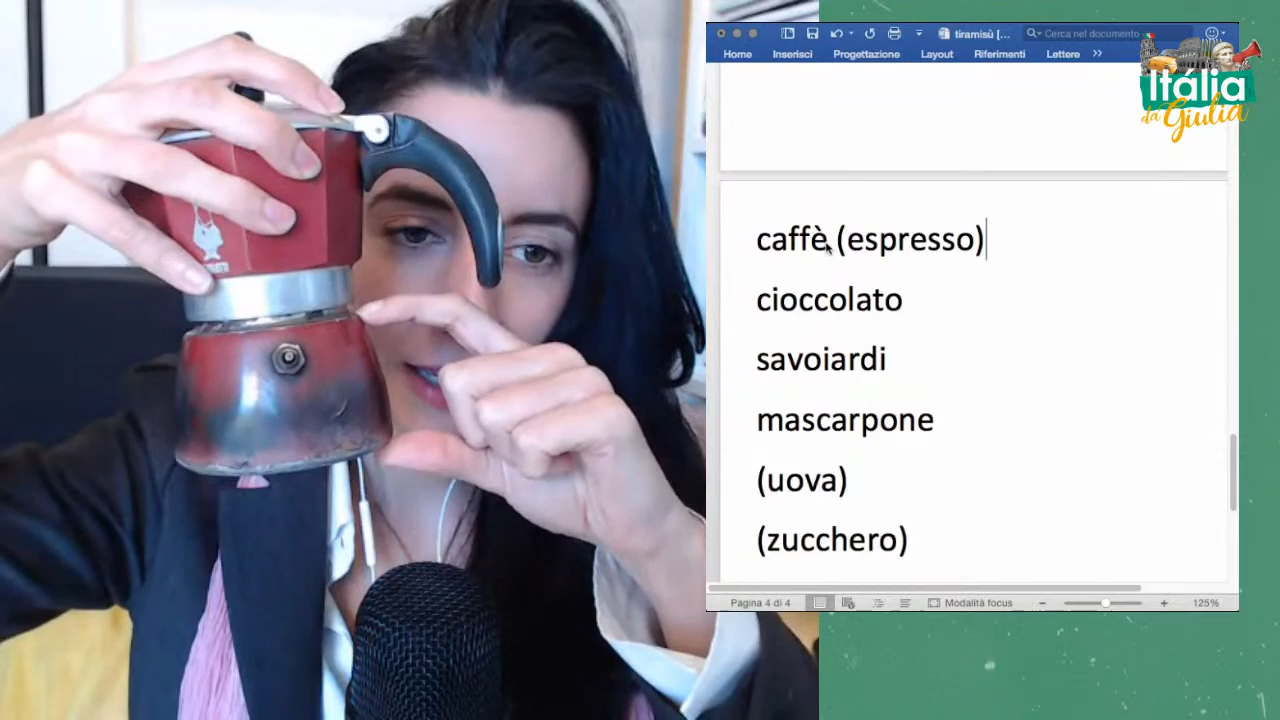 tiramisù [...
Cerca nel documento
Home Inserisci Progettazione Layout Riferimenti Lettere
Itália
da Giulia
caffè (espresso)
cioccolato
savoiardi
mascarpone
(uova)
(zucchero)
Pagina 4 di 4 Modalità focus 125%